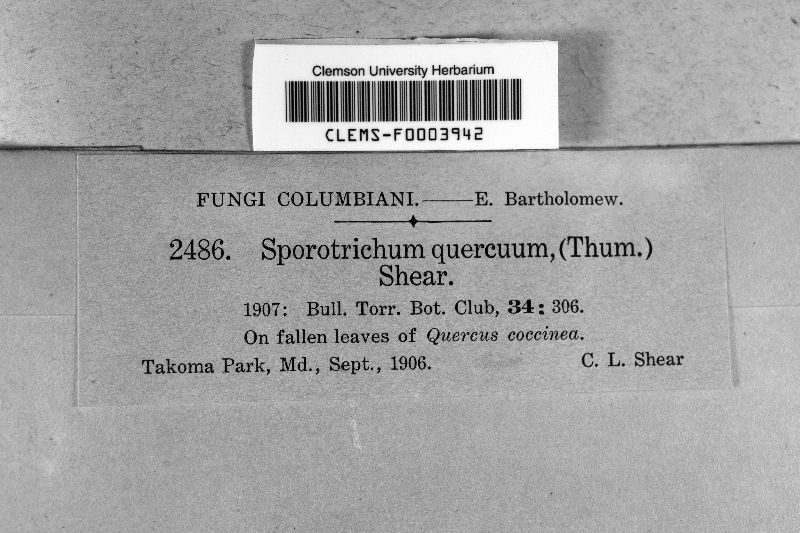 Clemson University Herbarium
CLEMS-F0003942
FUNGI COLUMBIANI.——E. Bartholomew.
2486. Sporotrichum quercuum, (Thum.)
Shear.
1907: Bull. Torr. Bot. Club, 34: 306.
On fallen leaves of Quercus coccinea.
Takoma Park, Md., Sept., 1906. C. L. Shear